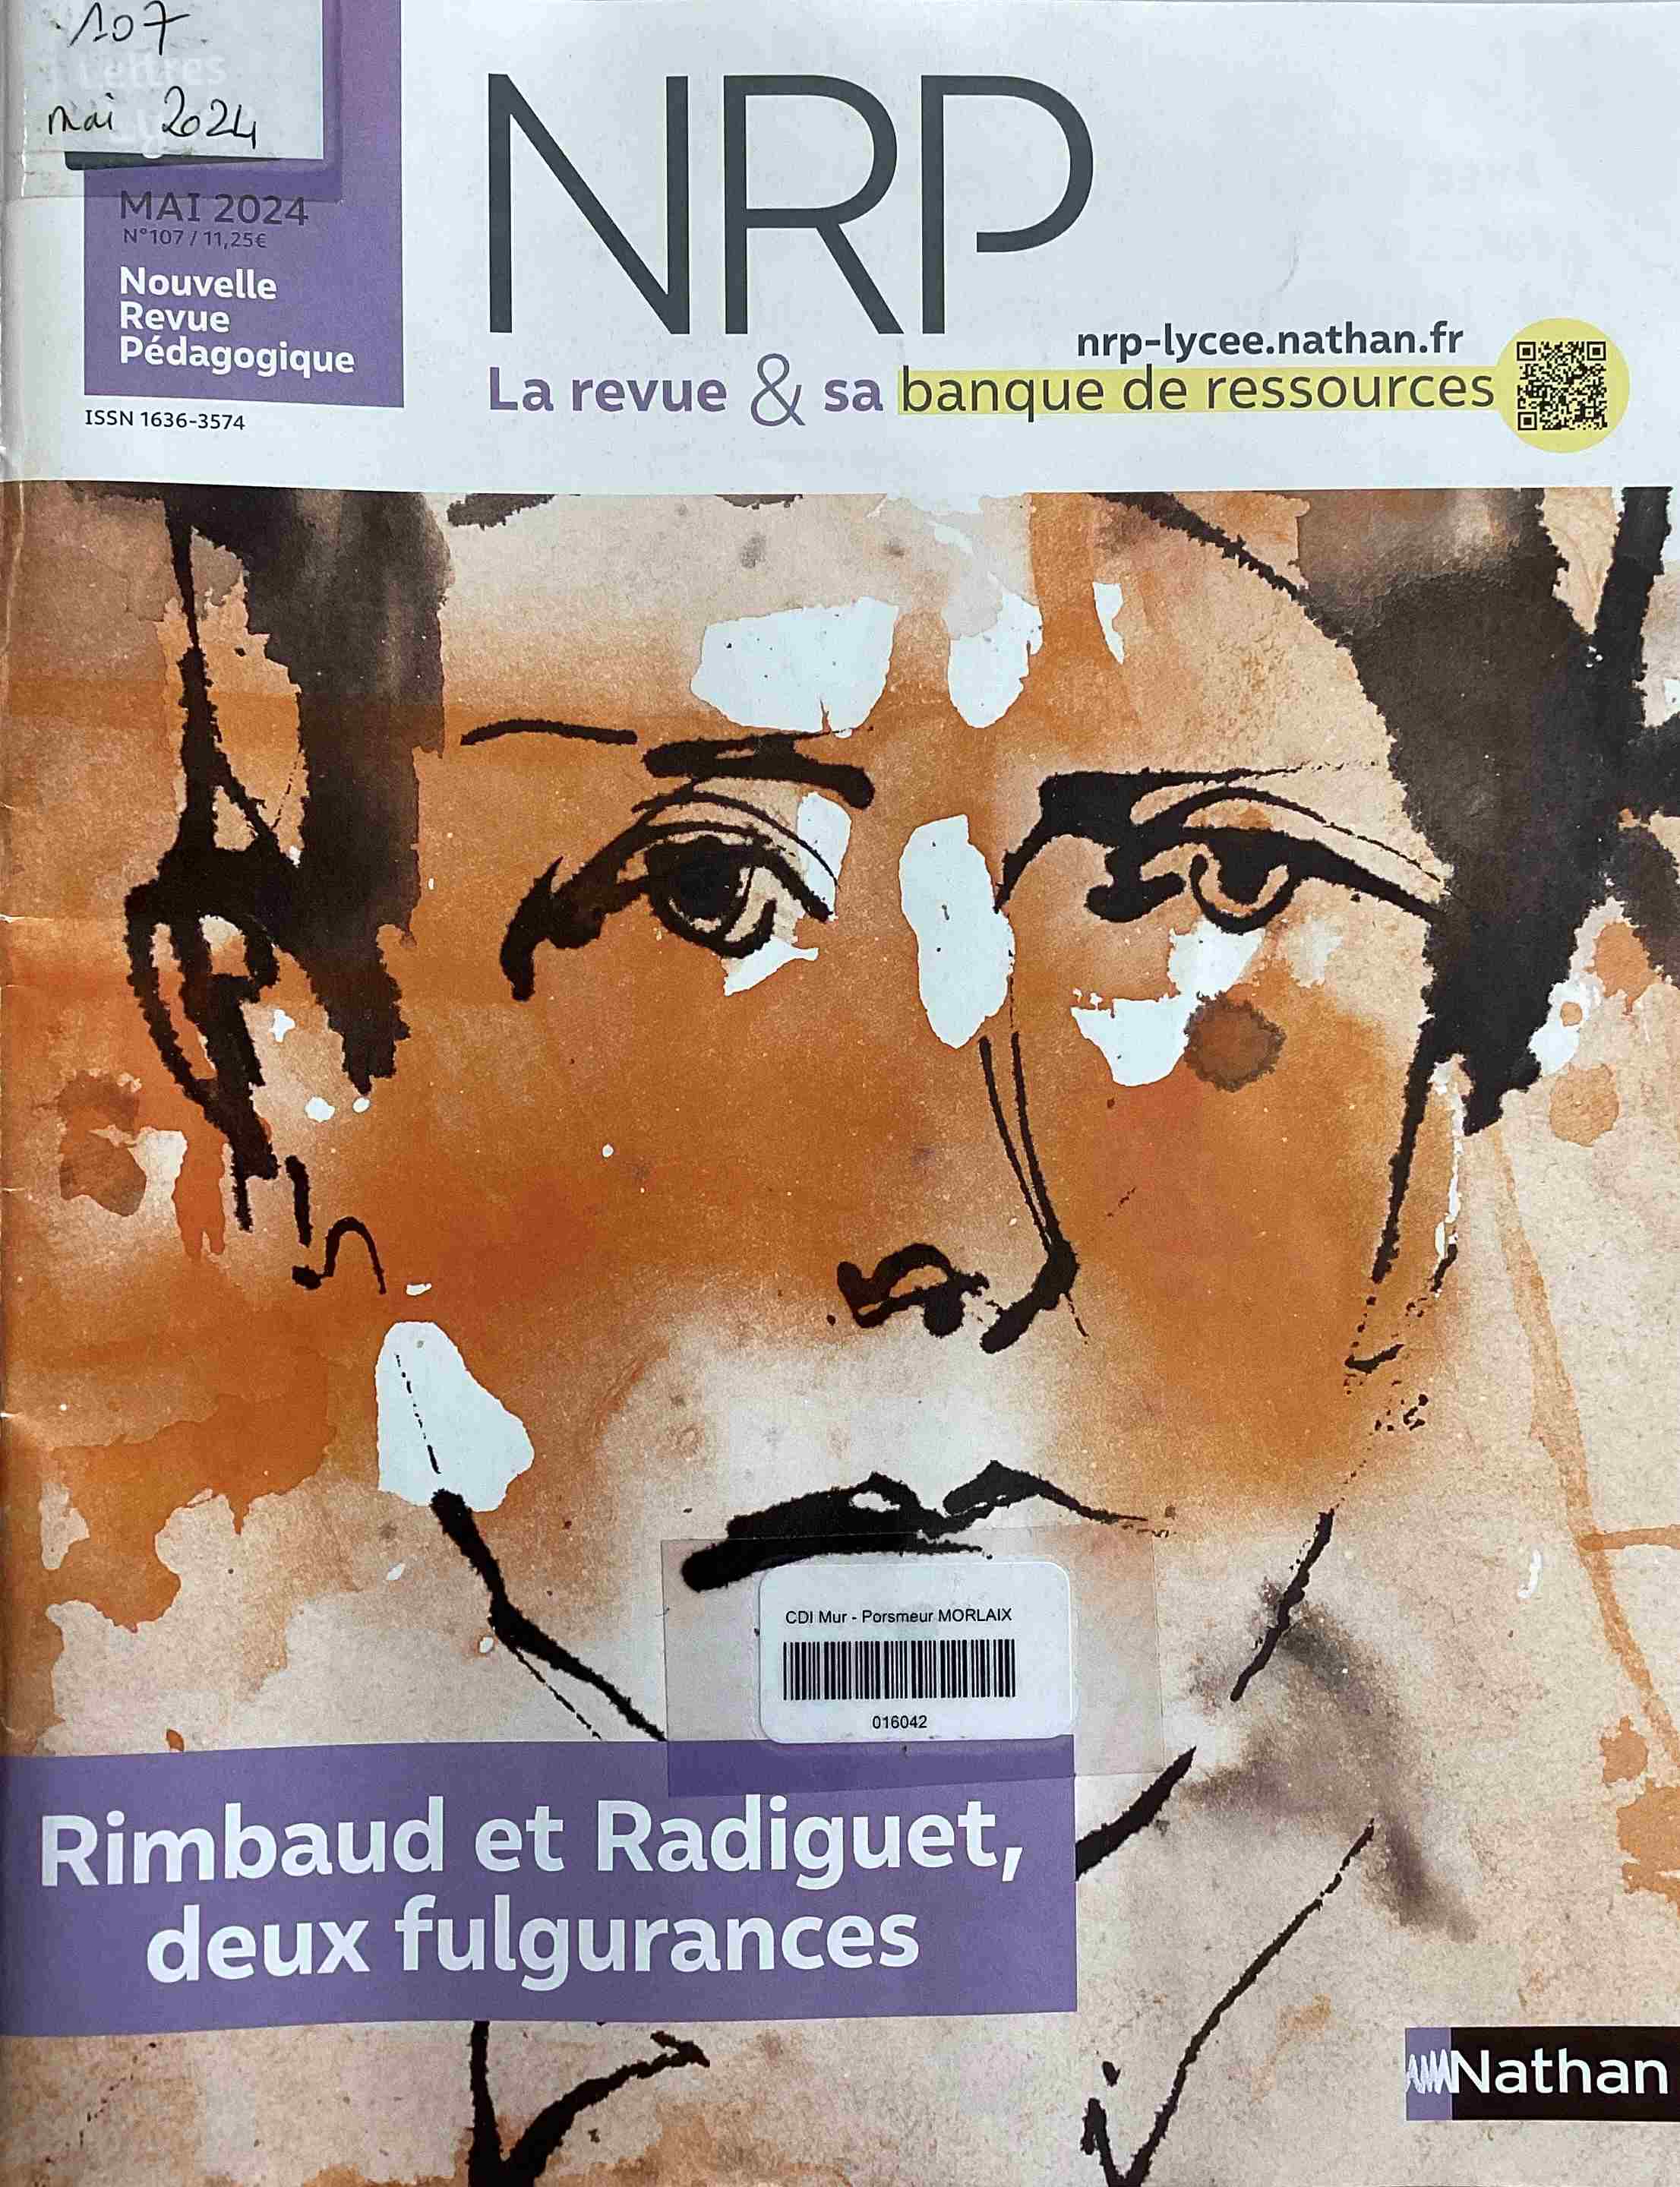 107
Lettres
mai 2024
MAI 2024
N°107 / 11,25€
Nouvelle
Revue
Pédagogique
ISSN 1636-3574
NRP
nrp-lycee.nathan.fr
La revue & sa banque de ressources
CDI Mur - Porsmeur MORLAIX
016042
Rimbaud et Radiguet,
deux fulgurances
Nathan